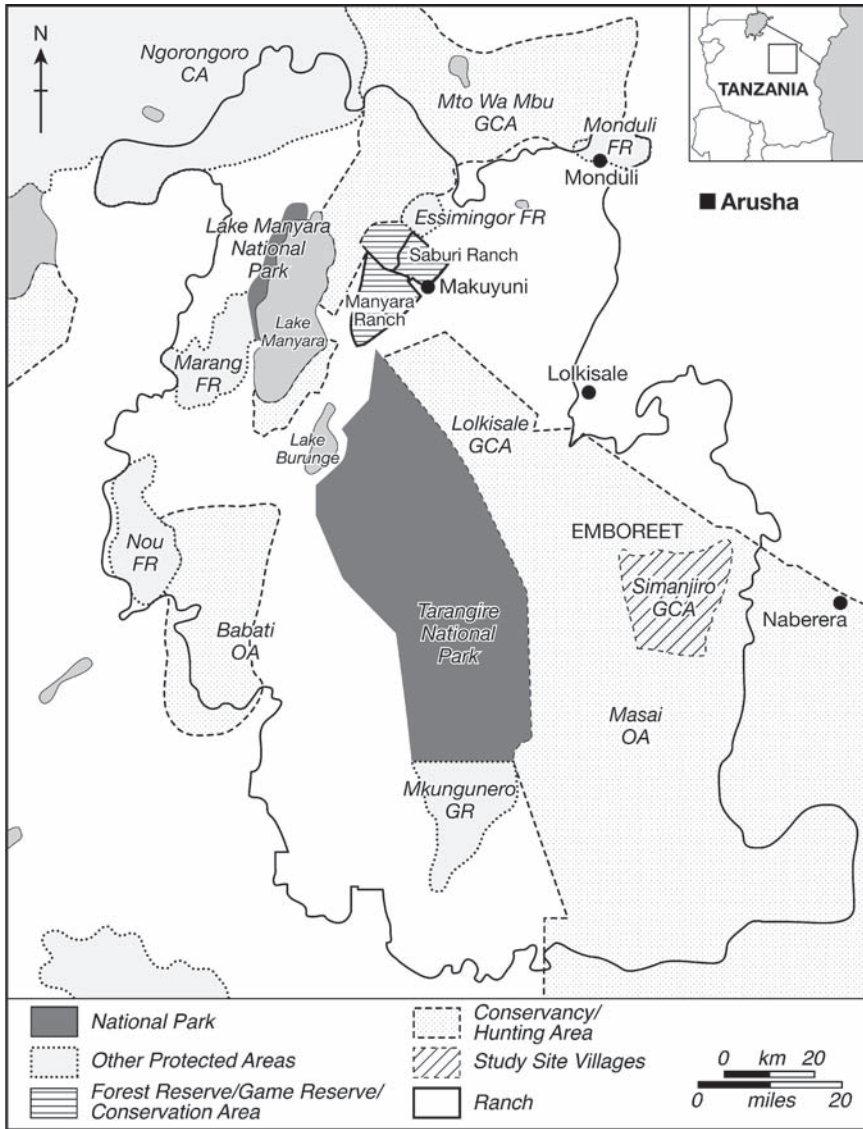 N
Ngorongoro
CA
Mto Wa Mbu
GCA
Monduli
FR
Monduli
TANZANIA
Arusha
Essimingor FR
Lake Manyara
National
Park
Saburi Ranch
Makuyuni
Manyara
Ranch
Lake
Manyara
Marang
FR
Lolkisale
Lolkisale
GCA
Lake
Burunge
EMBOREET
Nou
FR
Simanjiro
GCA
Naberera
Babati
OA
Tarangire
National
Park
Masai
OA
Mkungunero
GR
National Park
Other Protected Areas
Forest Reserve/Game Reserve/
Conservation Area
Conservancy/
Hunting Area
Study Site Villages
Ranch
0 km 20
0 miles 20